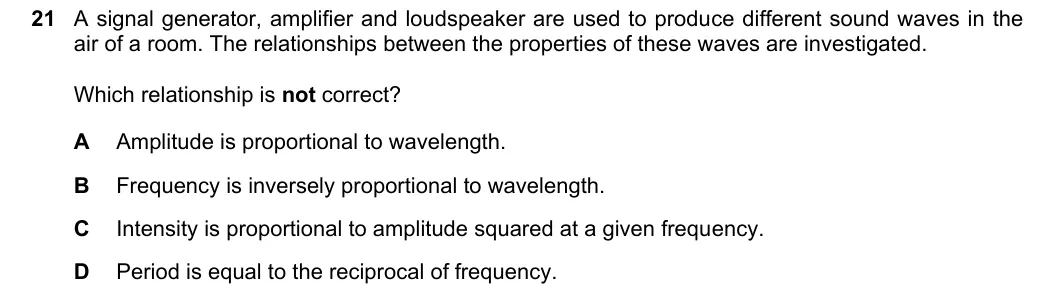 21 A signal generator, amplifier and loudspeaker are used to produce different sound waves in the
air of a room. The relationships between the properties of these waves are investigated.
Which relationship is not correct?
A Amplitude is proportional to wavelength.
B Frequency is inversely proportional to wavelength.
C Intensity is proportional to amplitude squared at a given frequency.
D Period is equal to the reciprocal of frequency.